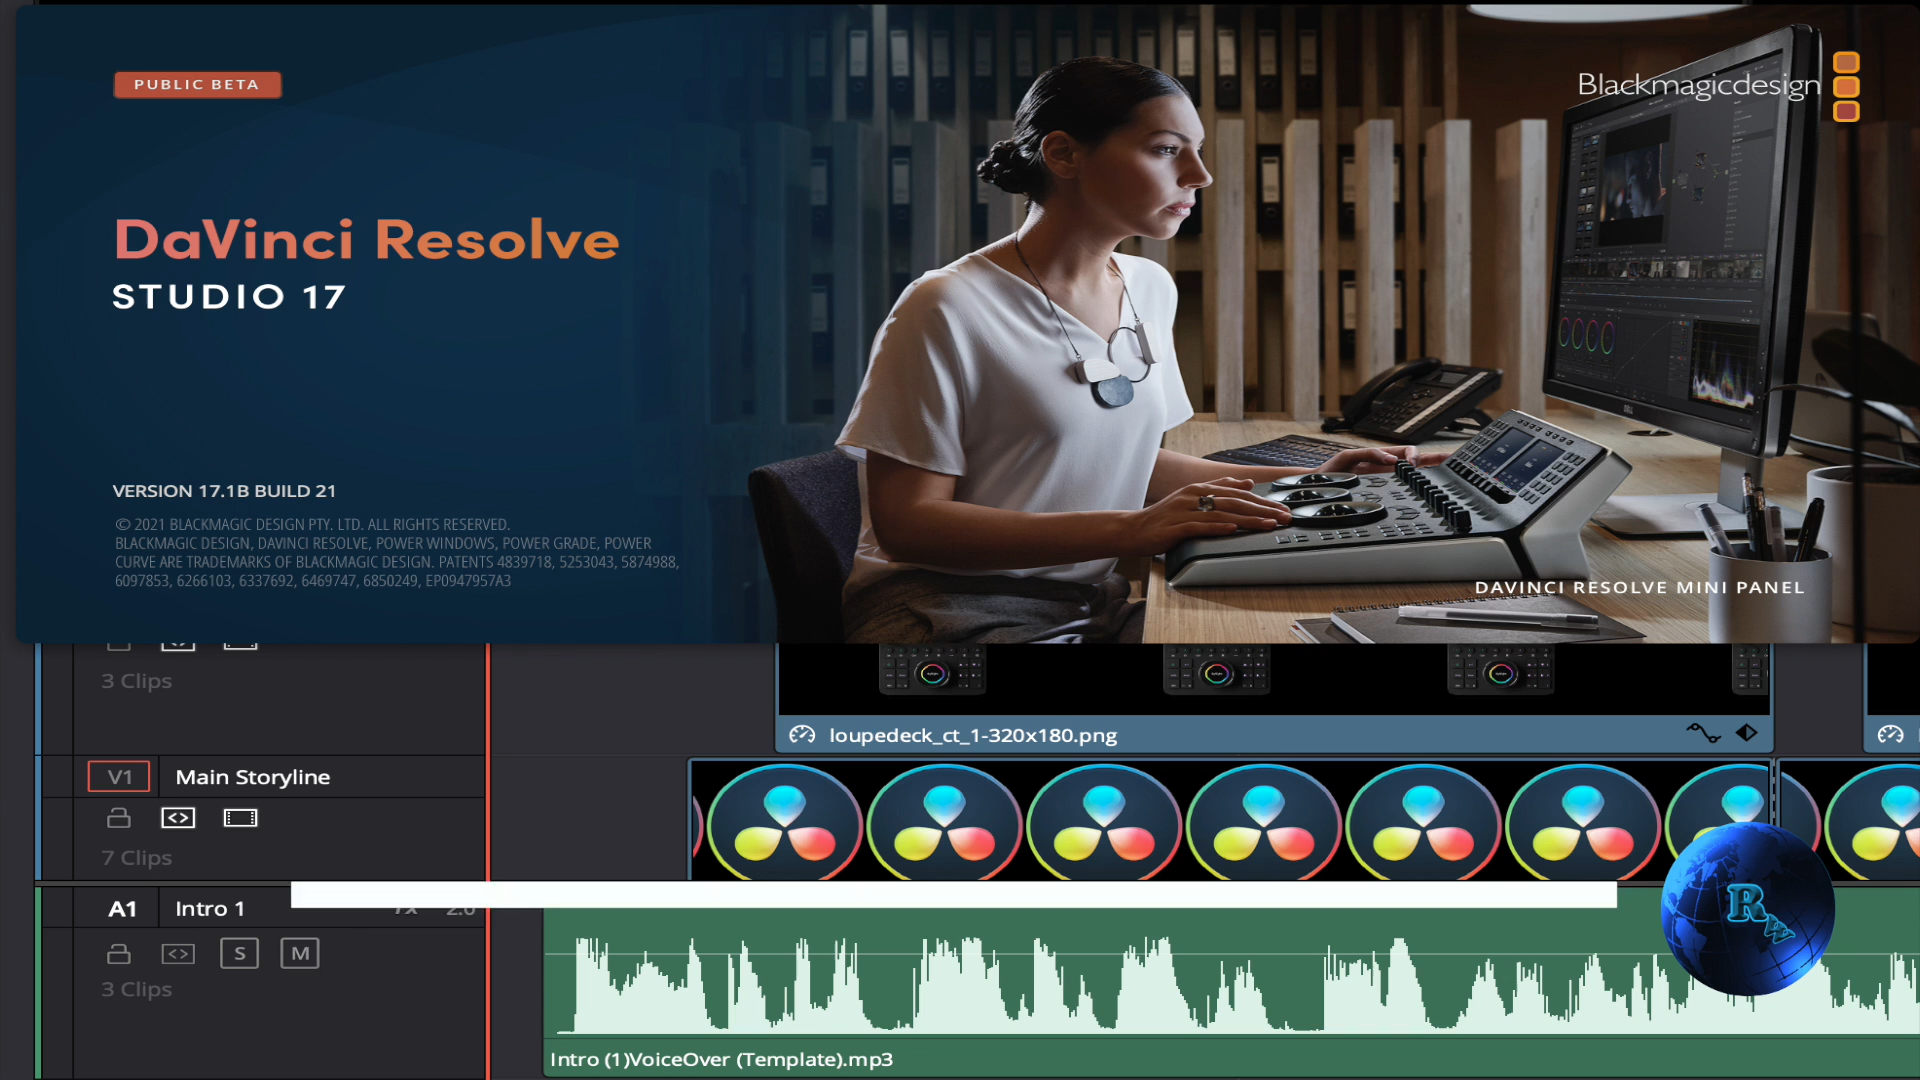 PUBLIC BETA
Blackmagicdesign
DaVinci Resolve
STUDIO 17
VERSION 17.1B BUILD 21
© 2021 BLACKMAGIC DESIGN PTY. LTD. ALL RIGHTS RESERVED.
BLACKMAGIC DESIGN, DAVINCI RESOLVE, POWER WINDOWS, POWER GRADE, POWER
CURVE ARE TRADEMARKS OF BLACKMAGIC DESIGN. PATENTS 4839718, 5253043, 5874988,
6097853, 6266103, 6337692, 6469747, 6850249, EP0947957A3
DAVINCI RESOLVE MINI PANEL
3 Clips
loupedeck_ct_1-320x180.png
V1 Main Storyline
7 Clips
A1 Intro 1
S M
3 Clips
Intro (1)VoiceOver (Template).mp3